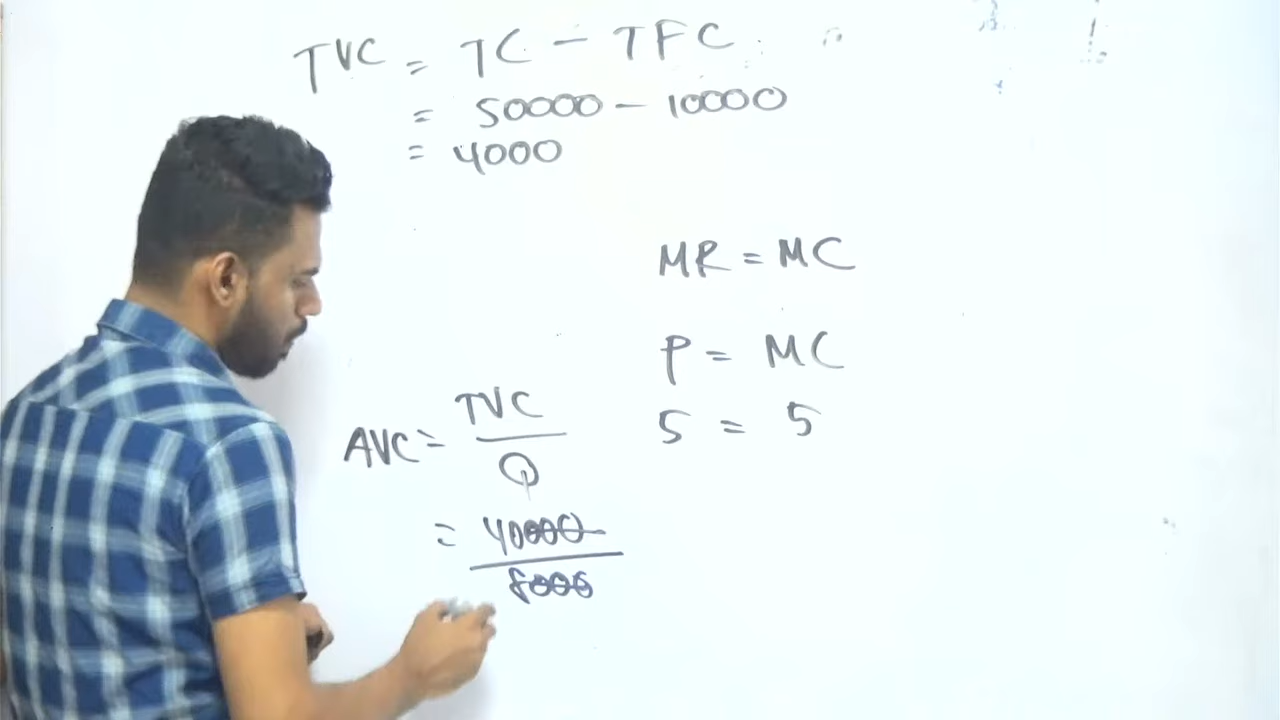 TVC = TC - TFC
= 50000 - 10000
= 4000
MR = MC
P = MC
5 = 5
AVC = TVC
Q
= 40000
8000